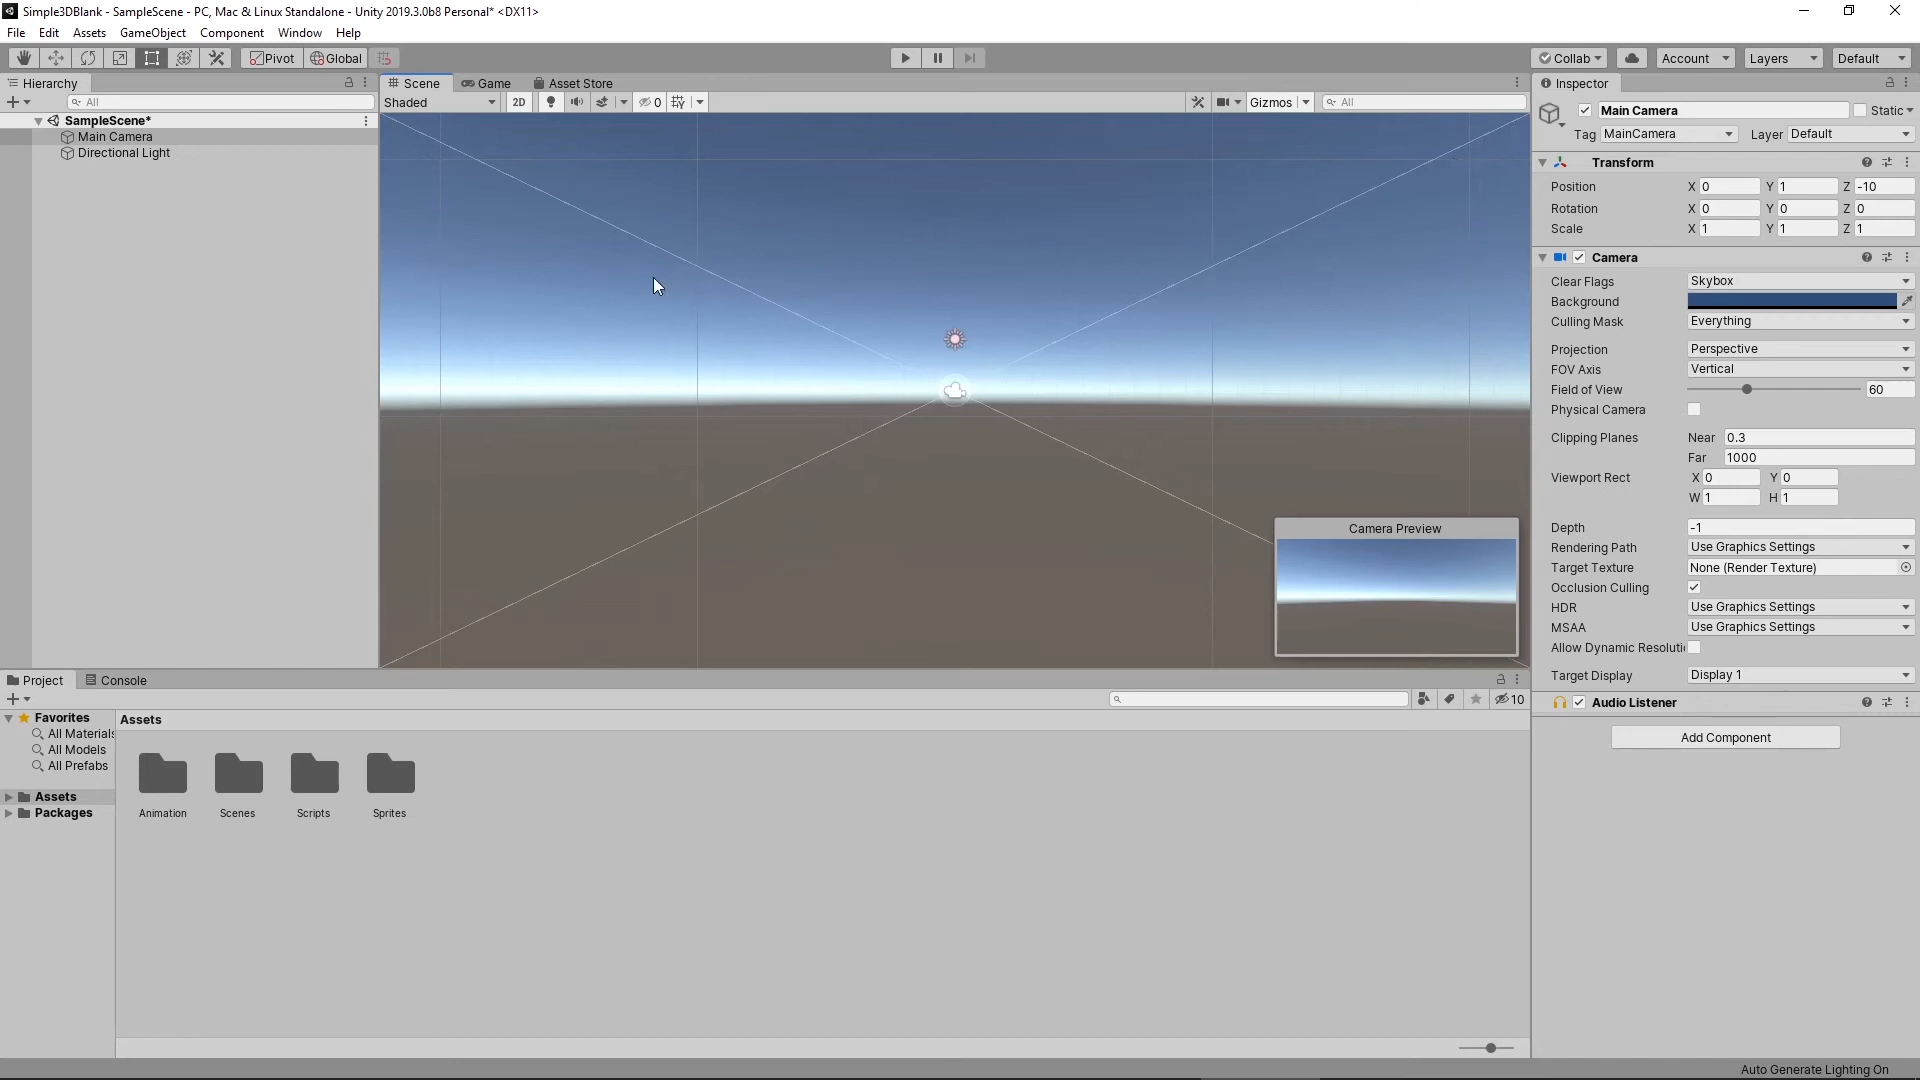 Simple3DBlank - SampleScene - PC, Mac & Linux Standalone - Unity 2019.3.0b8 Personal* <DX11>
File Edit Assets GameObject Component Window Help
Pivot Global Collab Account Layers Default
Hierarchy
All
SampleScene*
Main Camera
Directional Light
Scene Game Asset Store
Shaded 2D 0 Gizmos All
Camera Preview
Inspector
Main Camera Static
Tag MainCamera Layer Default
Transform
Position X 0 Y 1 Z -10
Rotation X 0 Y 0 Z 0
Scale X 1 Y 1 Z 1
Camera
Clear Flags Skybox
Background
Culling Mask Everything
Projection Perspective
FOV Axis Vertical
Field of View 60
Physical Camera
Clipping Planes Near 0.3
Far 1000
Viewport Rect X 0 Y 0
W 1 H 1
Depth -1
Rendering Path Use Graphics Settings
Target Texture None (Render Texture)
Occlusion Culling
HDR Use Graphics Settings
MSAA Use Graphics Settings
Allow Dynamic Resoluti
Target Display Display 1
Audio Listener
Add Component
Project Console
10
Favorites
All Materials
All Models
All Prefabs
Assets
Packages
Assets
Animation Scenes Scripts Sprites
Auto Generate Lighting On